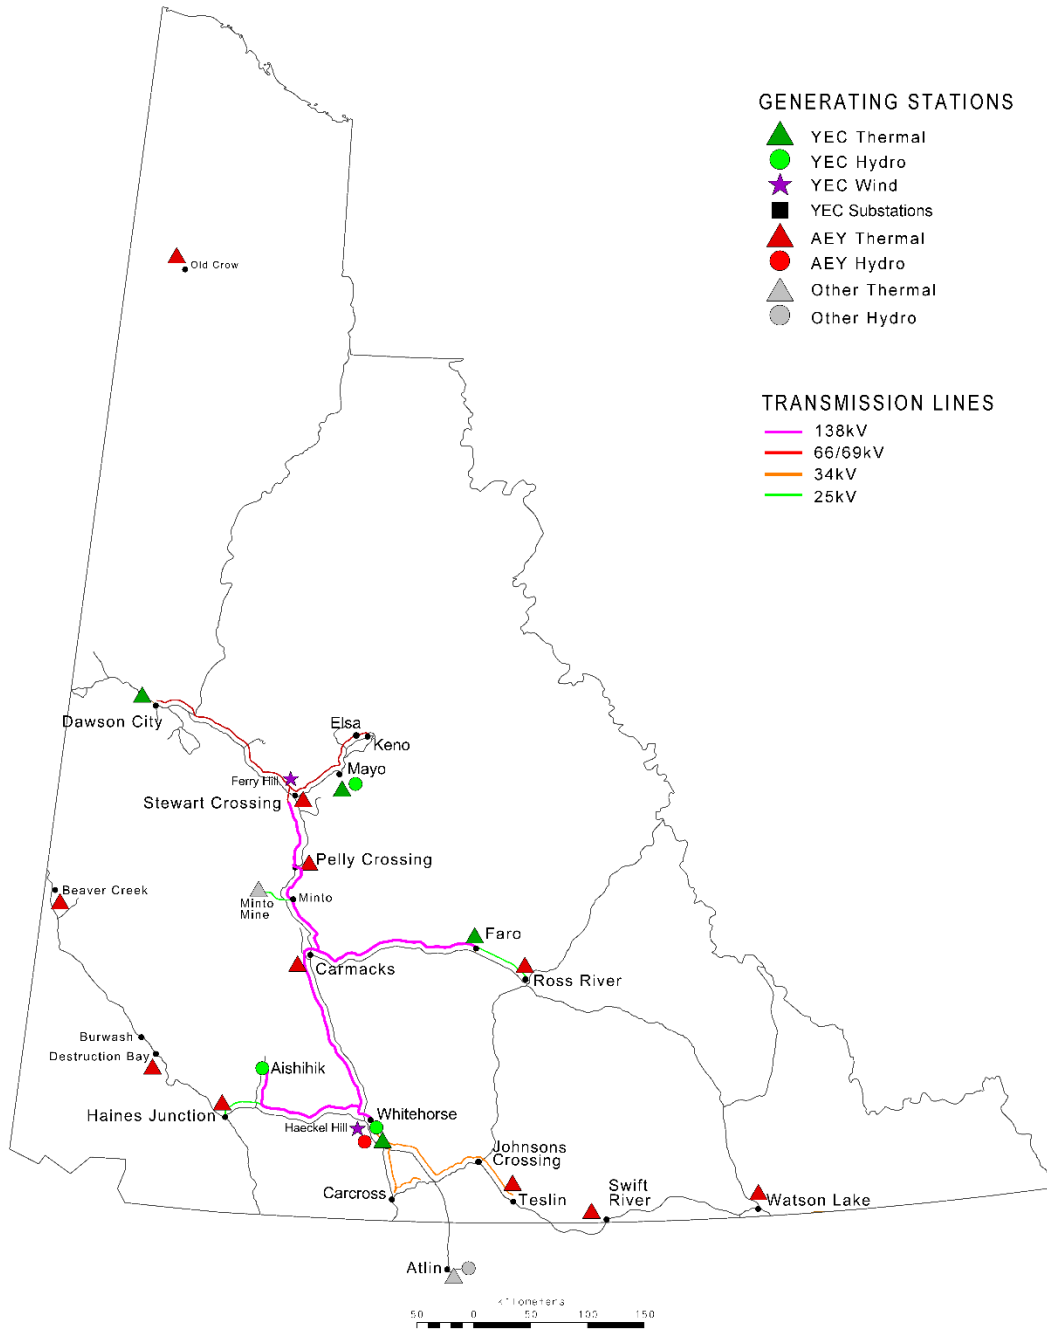 GENERATING STATIONS
YEC Thermal
YEC Hydro
YEC Wind
YEC Substations
AEY Thermal
AEY Hydro
Other Thermal
Other Hydro
TRANSMISSION LINES
138kV
66/69kV
34kV
25kV
Old Crow
Dawson City
Elsa
Keno
Mayo
Ferry Hill
Stewart Crossing
Pelly Crossing
Beaver Creek
Minto
Mine
Minto
Faro
Carmacks
Ross River
Burwash
Destruction Bay
Aishihik
Haines Junction
Whitehorse
Haeckel Hill
Johnsons
Crossing
Carcross
Teslin
Swift
River
Watson Lake
Atlin
Kilometers
50 0 50 100 150